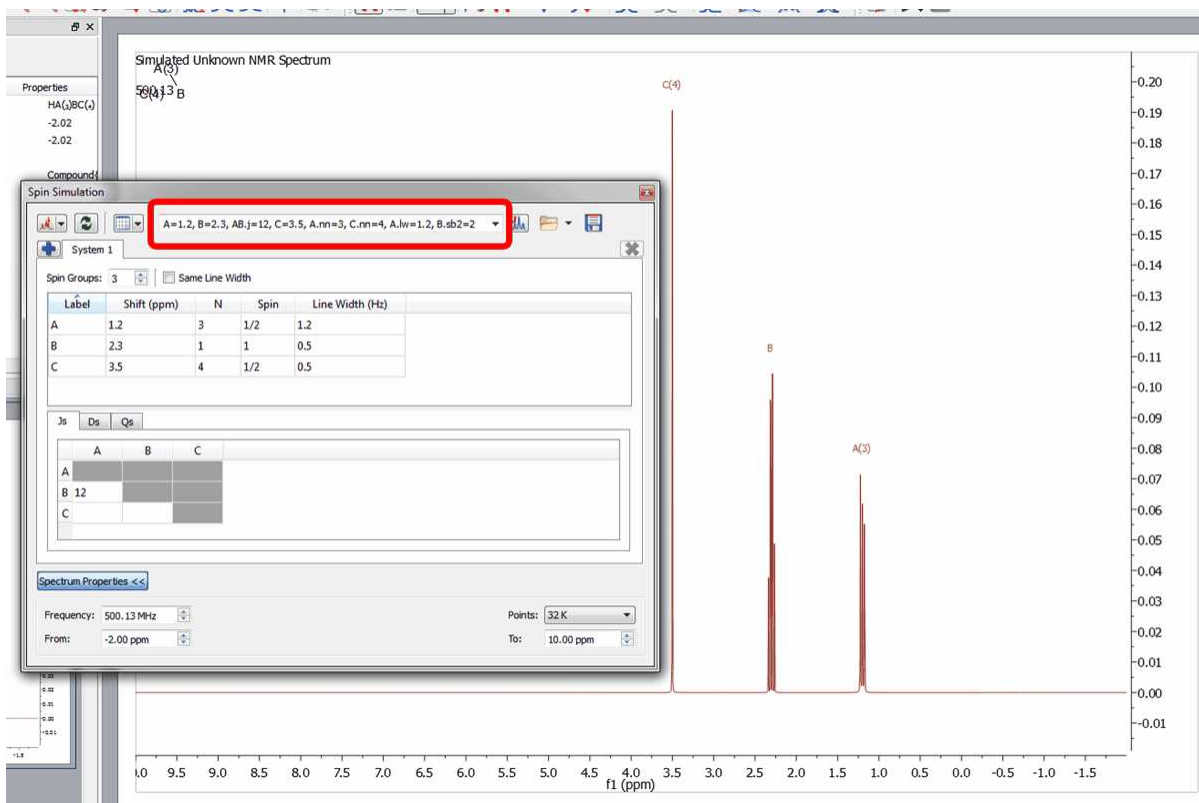 Properties
HA(3)BC(4)
-2.02
-2.02
Compound
Simulated Unknown NMR Spectrum
A(3)
500.13
C(4) B
Spin Simulation
A=1.2, B=2.3, AB.j=12, C=3.5, A.nn=3, C.nn=4, A.lw=1.2, B.sb2=2
System 1
Spin Groups: 3 Same Line Width
Label Shift (ppm) N Spin Line Width (Hz)
A 1.2 3 1/2 1.2
B 2.3 1 1 0.5
C 3.5 4 1/2 0.5
Js Ds Qs
A B C
A
B 12
C
Spectrum Properties <<
Frequency: 500.13 MHz Points: 32 K
From: -2.00 ppm To: 10.00 ppm
C(4)
B
A(3)
-0.20
-0.19
-0.18
-0.17
-0.16
-0.15
-0.14
-0.13
-0.12
-0.11
-0.10
-0.09
-0.08
-0.07
-0.06
-0.05
-0.04
-0.03
-0.02
-0.01
-0.00
--0.01
9.5 9.0 8.5 8.0 7.5 7.0 6.5 6.0 5.5 5.0 4.5 4.0 3.5 3.0 2.5 2.0 1.5 1.0 0.5 0.0 -0.5 -1.0 -1.5
f1 (ppm)